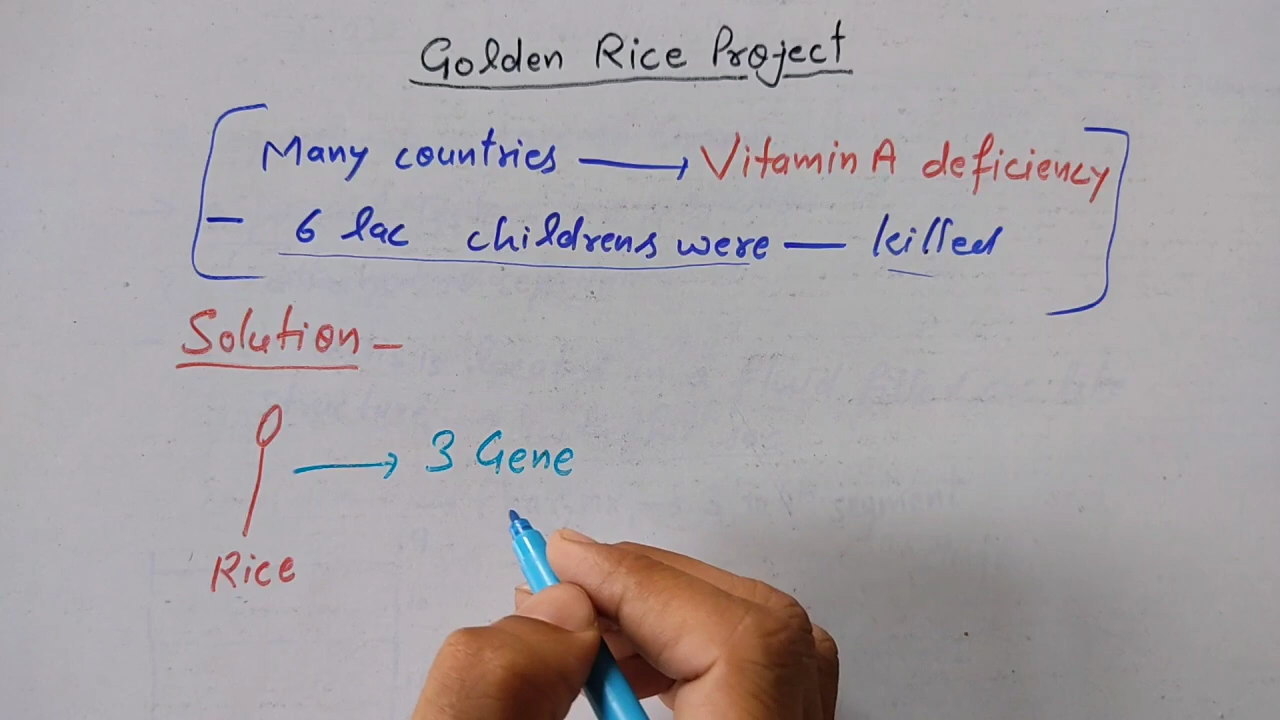 Golden Rice Project
Many countries → Vitamin A deficiency
– 6 lac childrens were — killed
Solution –
→ 3 Gene
Rice